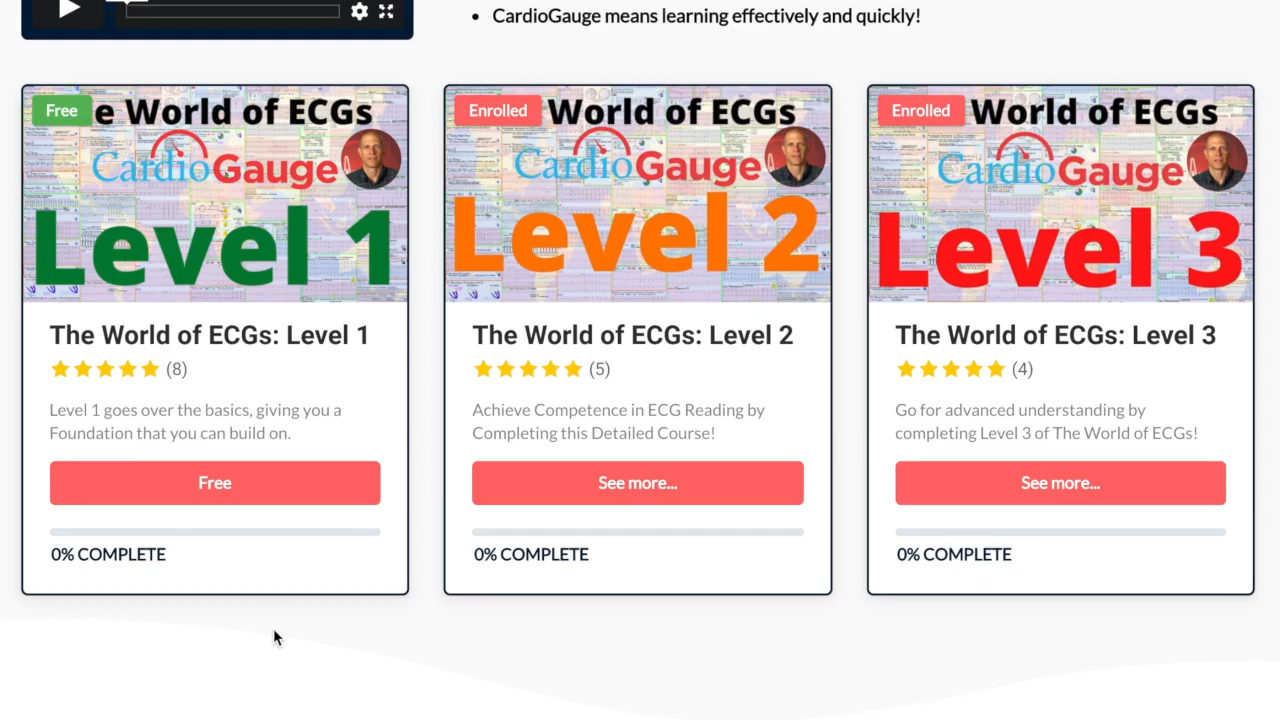 CardioGauge means learning effectively and quickly!
Free
e World of ECGs
CardioGauge
Level 1
The World of ECGs: Level 1
(8)
Level 1 goes over the basics, giving you a
Foundation that you can build on.
Free
0% COMPLETE
Enrolled
World of ECGs
CardioGauge
Level 2
The World of ECGs: Level 2
(5)
Achieve Competence in ECG Reading by
Completing this Detailed Course!
See more...
0% COMPLETE
Enrolled
World of ECGs
CardioGauge
Level 3
The World of ECGs: Level 3
(4)
Go for advanced understanding by
completing Level 3 of The World of ECGs!
See more...
0% COMPLETE